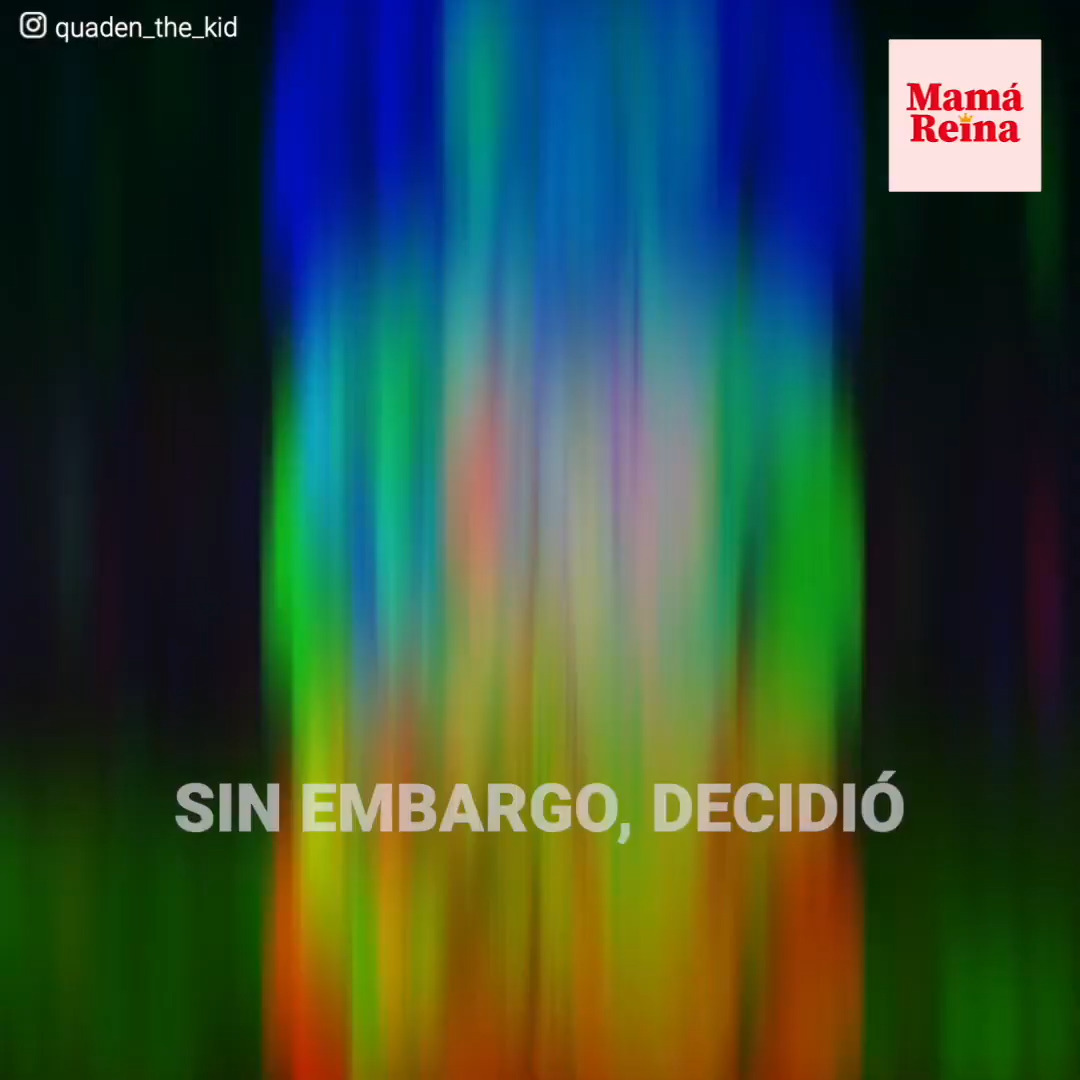 quaden_the_kid
Mamá
Reina
SIN EMBARGO, DECIDIÓ